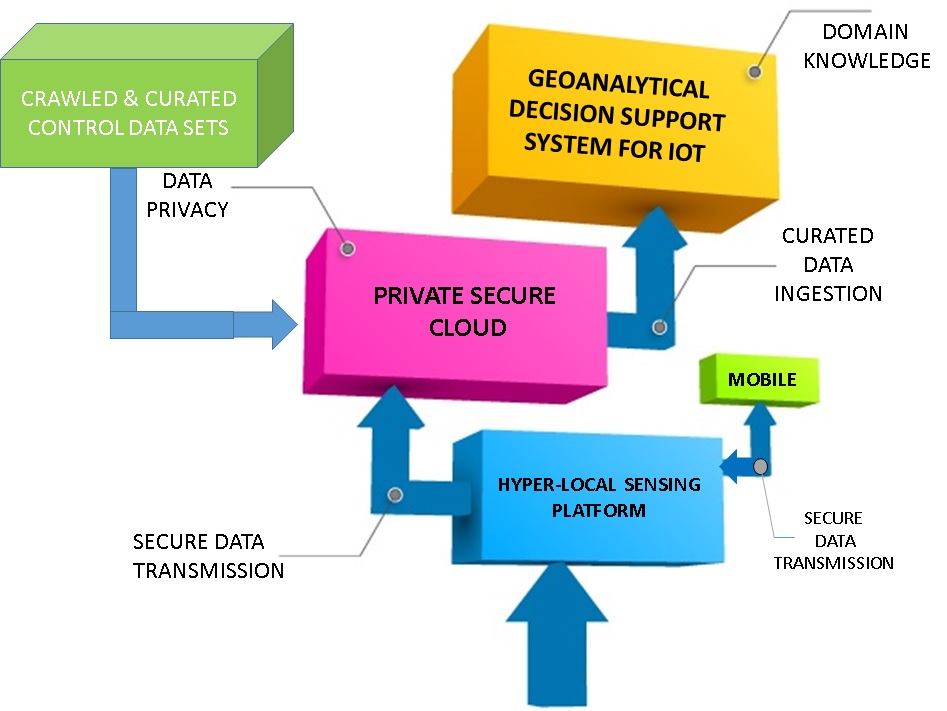 CRAWLED & CURATED
CONTROL DATA SETS
DOMAIN
KNOWLEDGE
GEOANALYTICAL
DECISION SUPPORT
SYSTEM FOR IOT
DATA
PRIVACY
PRIVATE SECURE
CLOUD
CURATED
DATA
INGESTION
MOBILE
HYPER-LOCAL SENSING
PLATFORM
SECURE DATA
TRANSMISSION
SECURE
DATA
TRANSMISSION